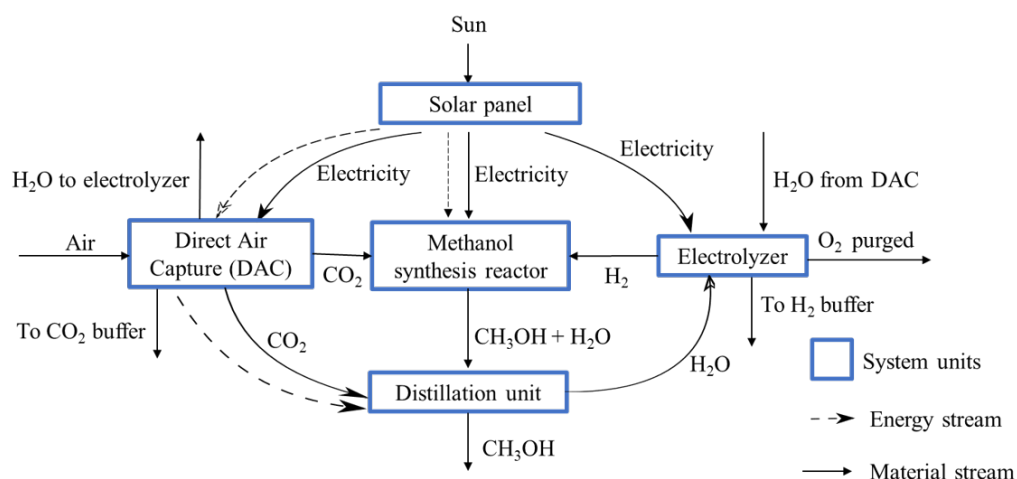 Sun
Solar panel
Electricity
H₂O to electrolyzer
Electricity
Electricity
H₂O from DAC
Air
Direct Air
Capture (DAC)
CO₂
Methanol
synthesis reactor
H₂
Electrolyzer
O₂ purged
To CO₂ buffer
CO₂
CH₃OH + H₂O
H₂O
To H₂ buffer
System units
Distillation unit
Energy stream
CH₃OH
Material stream